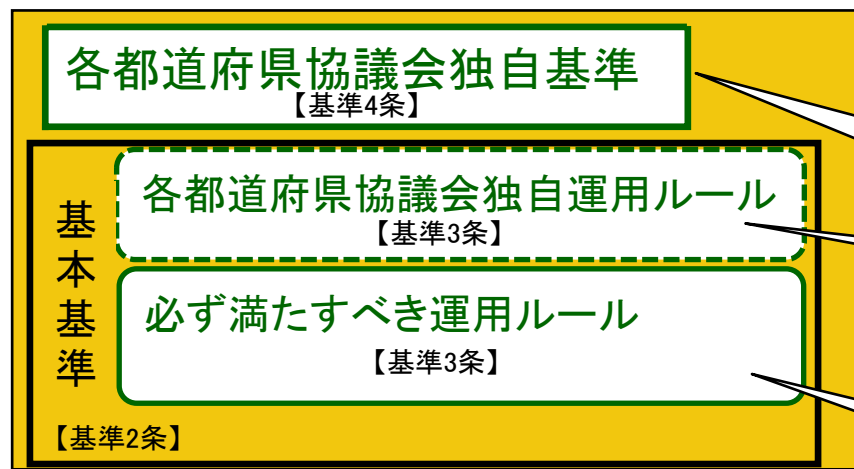 各都道府県協議会独自基準
【基準4条】
各都道府県協議会独自運用ルール
【基準3条】
基本基準
必ず満たすべき運用ルール
【基準3条】
【基準2条】